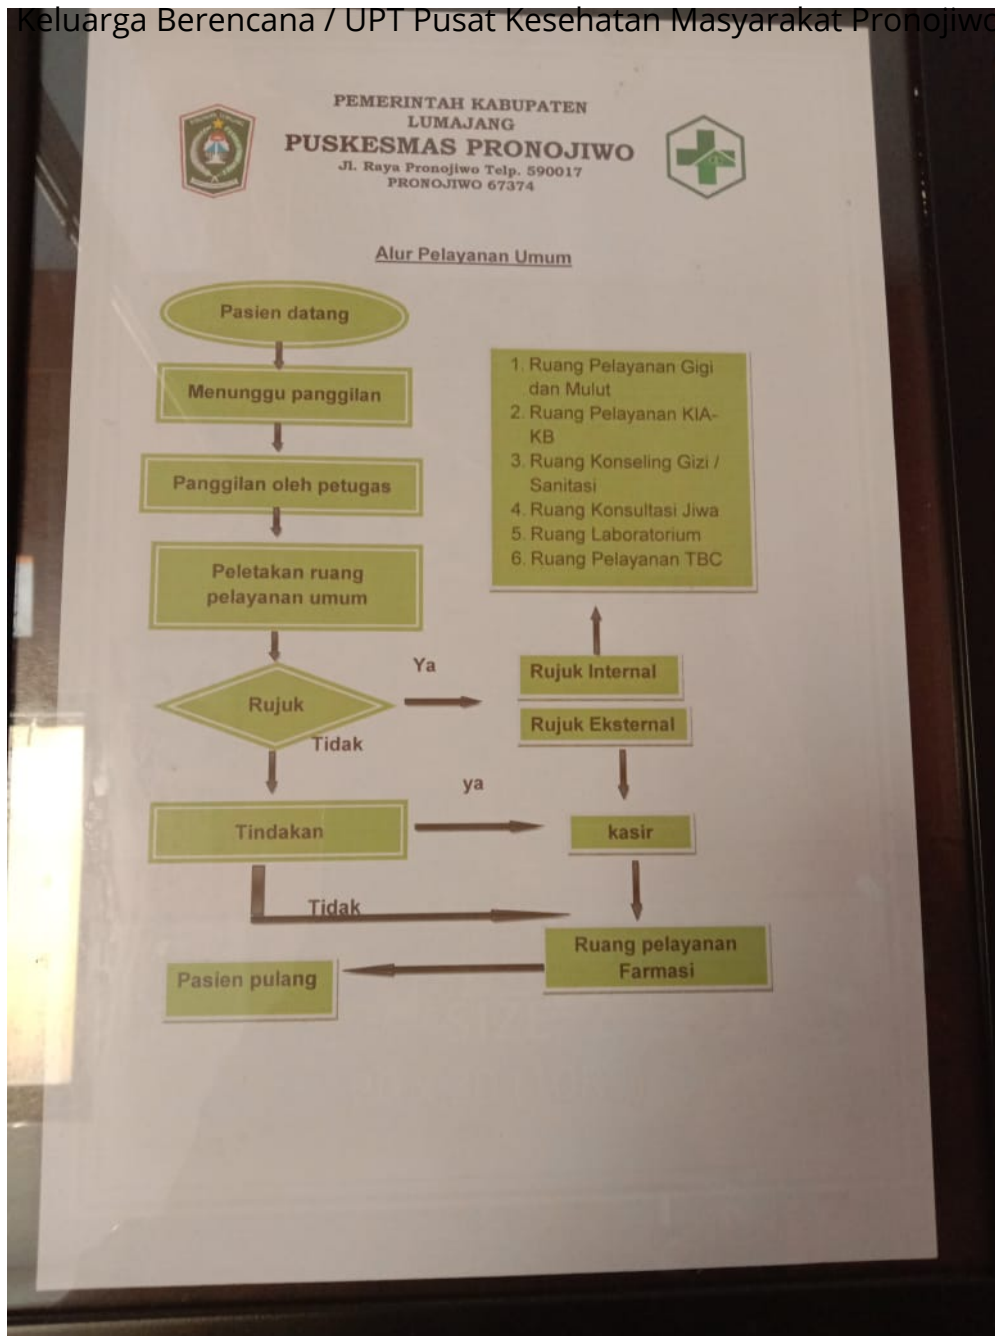 Keluarga Berencana / UPT Pusat Kesehatan Masyarakat Pronojiwo
PEMERINTAH KABUPATEN
LUMAJANG
PUSKESMAS PRONOJIWO
Jl. Raya Pronojiwo Telp. 590017
PRONOJIWO 67374
Alur Pelayanan Umum
Pasien datang
Menunggu panggilan
Panggilan oleh petugas
Peletakan ruang
pelayanan umum
Rujuk
Ya
Tidak
1. Ruang Pelayanan Gigi
dan Mulut
2. Ruang Pelayanan KIA-
KB
3. Ruang Konseling Gizi /
Sanitasi
4. Ruang Konsultasi Jiwa
5. Ruang Laboratorium
6. Ruang Pelayanan TBC
Rujuk Internal
Rujuk Eksternal
Tindakan
ya
kasir
Tidak
Ruang pelayanan
Farmasi
Pasien pulang